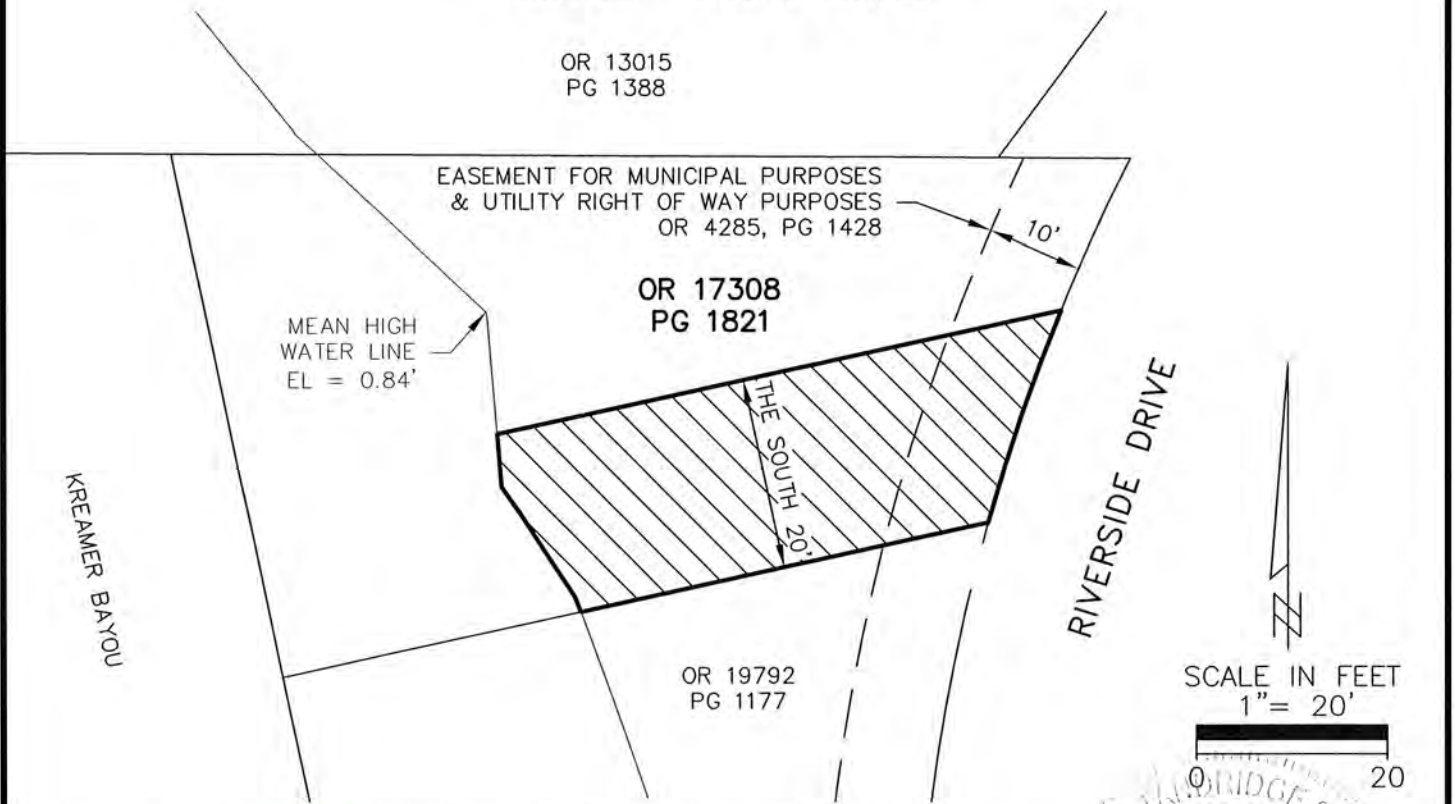 OR 13015
PG 1388
EASEMENT FOR MUNICIPAL PURPOSES
& UTILITY RIGHT OF WAY PURPOSES
OR 4285, PG 1428
10'
OR 17308
PG 1821
MEAN HIGH
WATER LINE
EL = 0.84'
THE SOUTH 20'
KREAMER BAYOU
RIVERSIDE DRIVE
OR 19792
PG 1177
N
SCALE IN FEET
1"= 20'
0
20